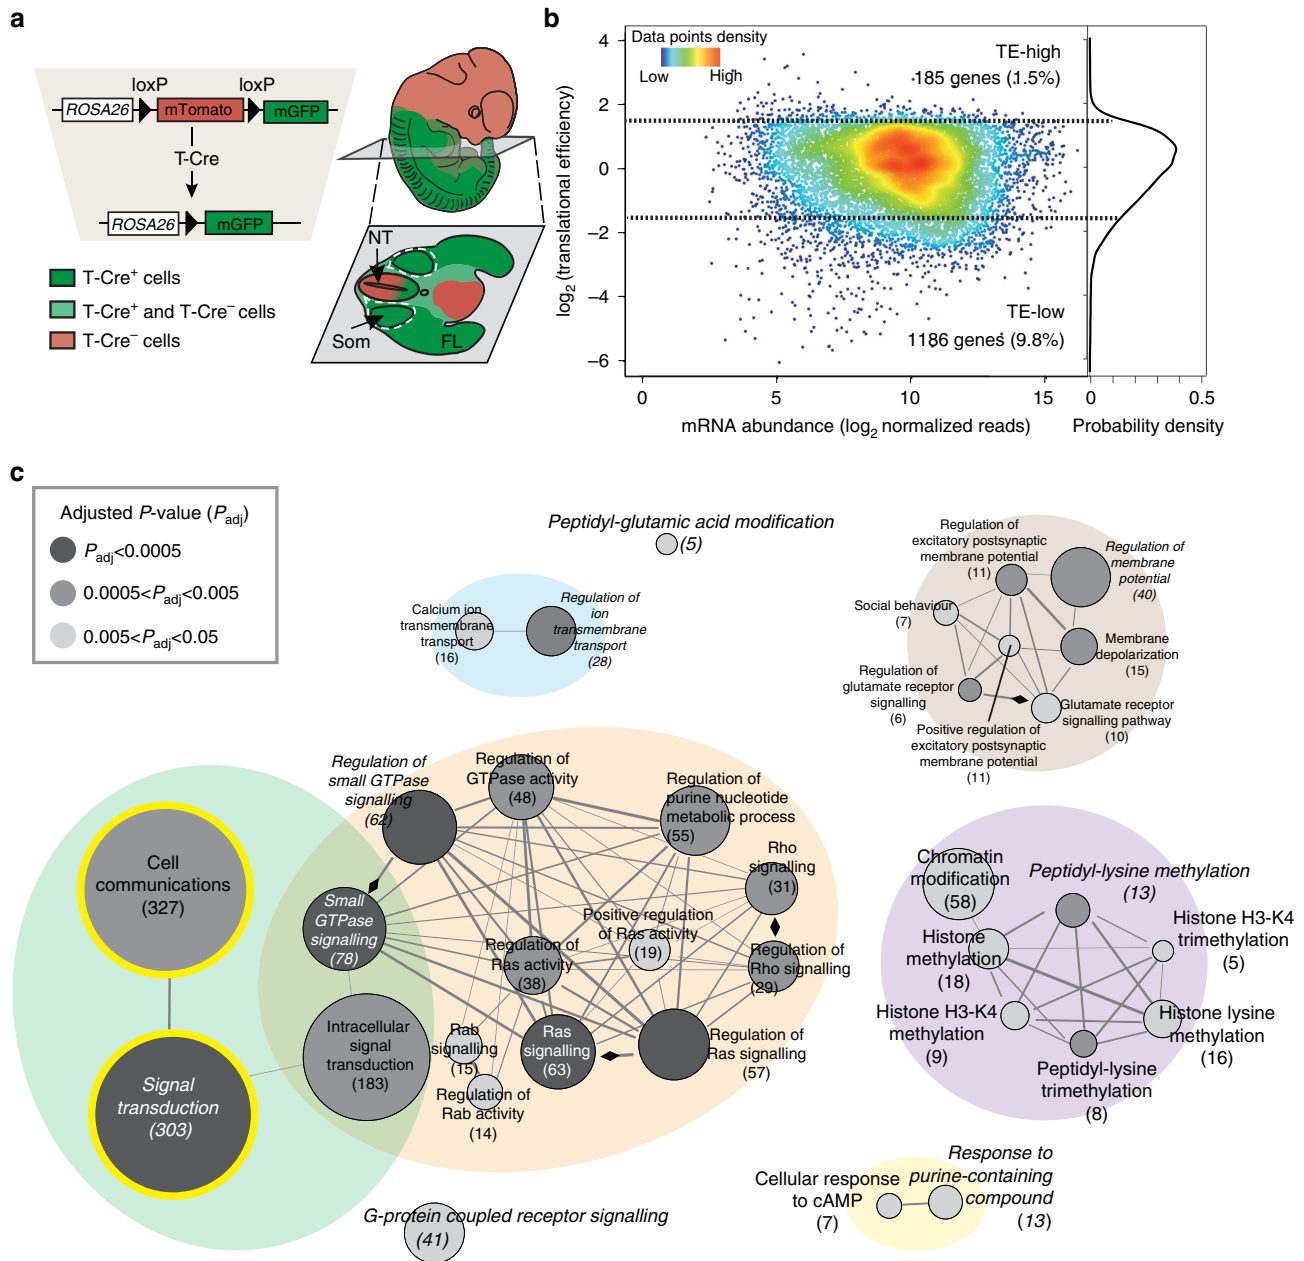 a
loxP
loxP
ROSA26
mTomato
mGFP
T-Cre
ROSA26
mGFP
T-Cre+ cells
T-Cre+ and T-Cre− cells
T-Cre− cells
NT
Som
FL
b
Data points density
Low
High
TE-high
185 genes (1.5%)
TE-low
1186 genes (9.8%)
log2 (translational efficiency)
4
2
0
−2
−4
−6
0
5
10
15
mRNA abundance (log2 normalized reads)
0
0.5
Probability density
c
Adjusted P-value (Padj)
Padj<0.0005
0.0005<Padj<0.005
0.005<Padj<0.05
Peptidyl-glutamic acid modification
(5)
Calcium ion
transmembrane
transport
(16)
Regulation of
ion
transmembrane
transport
(28)
Regulation of
excitatory postsynaptic
membrane potential
(11)
Regulation of
membrane
potential
(40)
Social behaviour
(7)
Membrane
depolarization
(15)
Regulation of
glutamate receptor
signalling
(6)
Glutamate receptor
signalling pathway
(10)
Positive regulation of
excitatory postsynaptic
membrane potential
(11)
Cell
communications
(327)
Signal
transduction
(303)
Small
GTPase
signalling
(78)
Intracellular
signal
transduction
(183)
Regulation of
small GTPase
signalling
(62)
Regulation of
GTPase activity
(48)
Regulation of
purine nucleotide
metabolic process
(55)
Rho
signalling
(31)
Positive regulation
of Ras activity
(19)
Regulation of
Ras activity
(38)
Regulation of
Rho signalling
(29)
Rab
signalling
(15)
Ras
signalling
(63)
Regulation of
Ras signalling
(57)
Regulation of
Rab activity
(14)
Chromatin
modification
(58)
Peptidyl-lysine methylation
(13)
Histone H3-K4
trimethylation
(5)
Histone
methylation
(18)
Histone H3-K4
methylation
(9)
Histone lysine
methylation
(16)
Peptidyl-lysine
trimethylation
(8)
G-protein coupled receptor signalling
(41)
Cellular response
to cAMP
(7)
Response to
purine-containing
compound
(13)